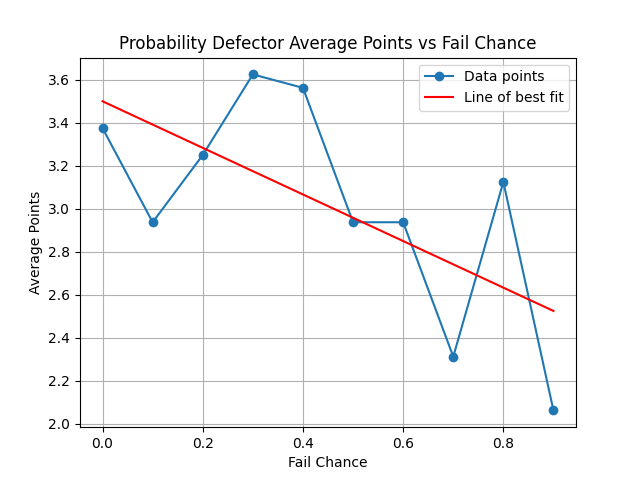 Probability Defector Average Points vs Fail Chance
Data points
Line of best fit
3.6
3.4
3.2
3.0
2.8
2.6
2.4
2.2
2.0
Average Points
0.0 0.2 0.4 0.6 0.8
Fail Chance